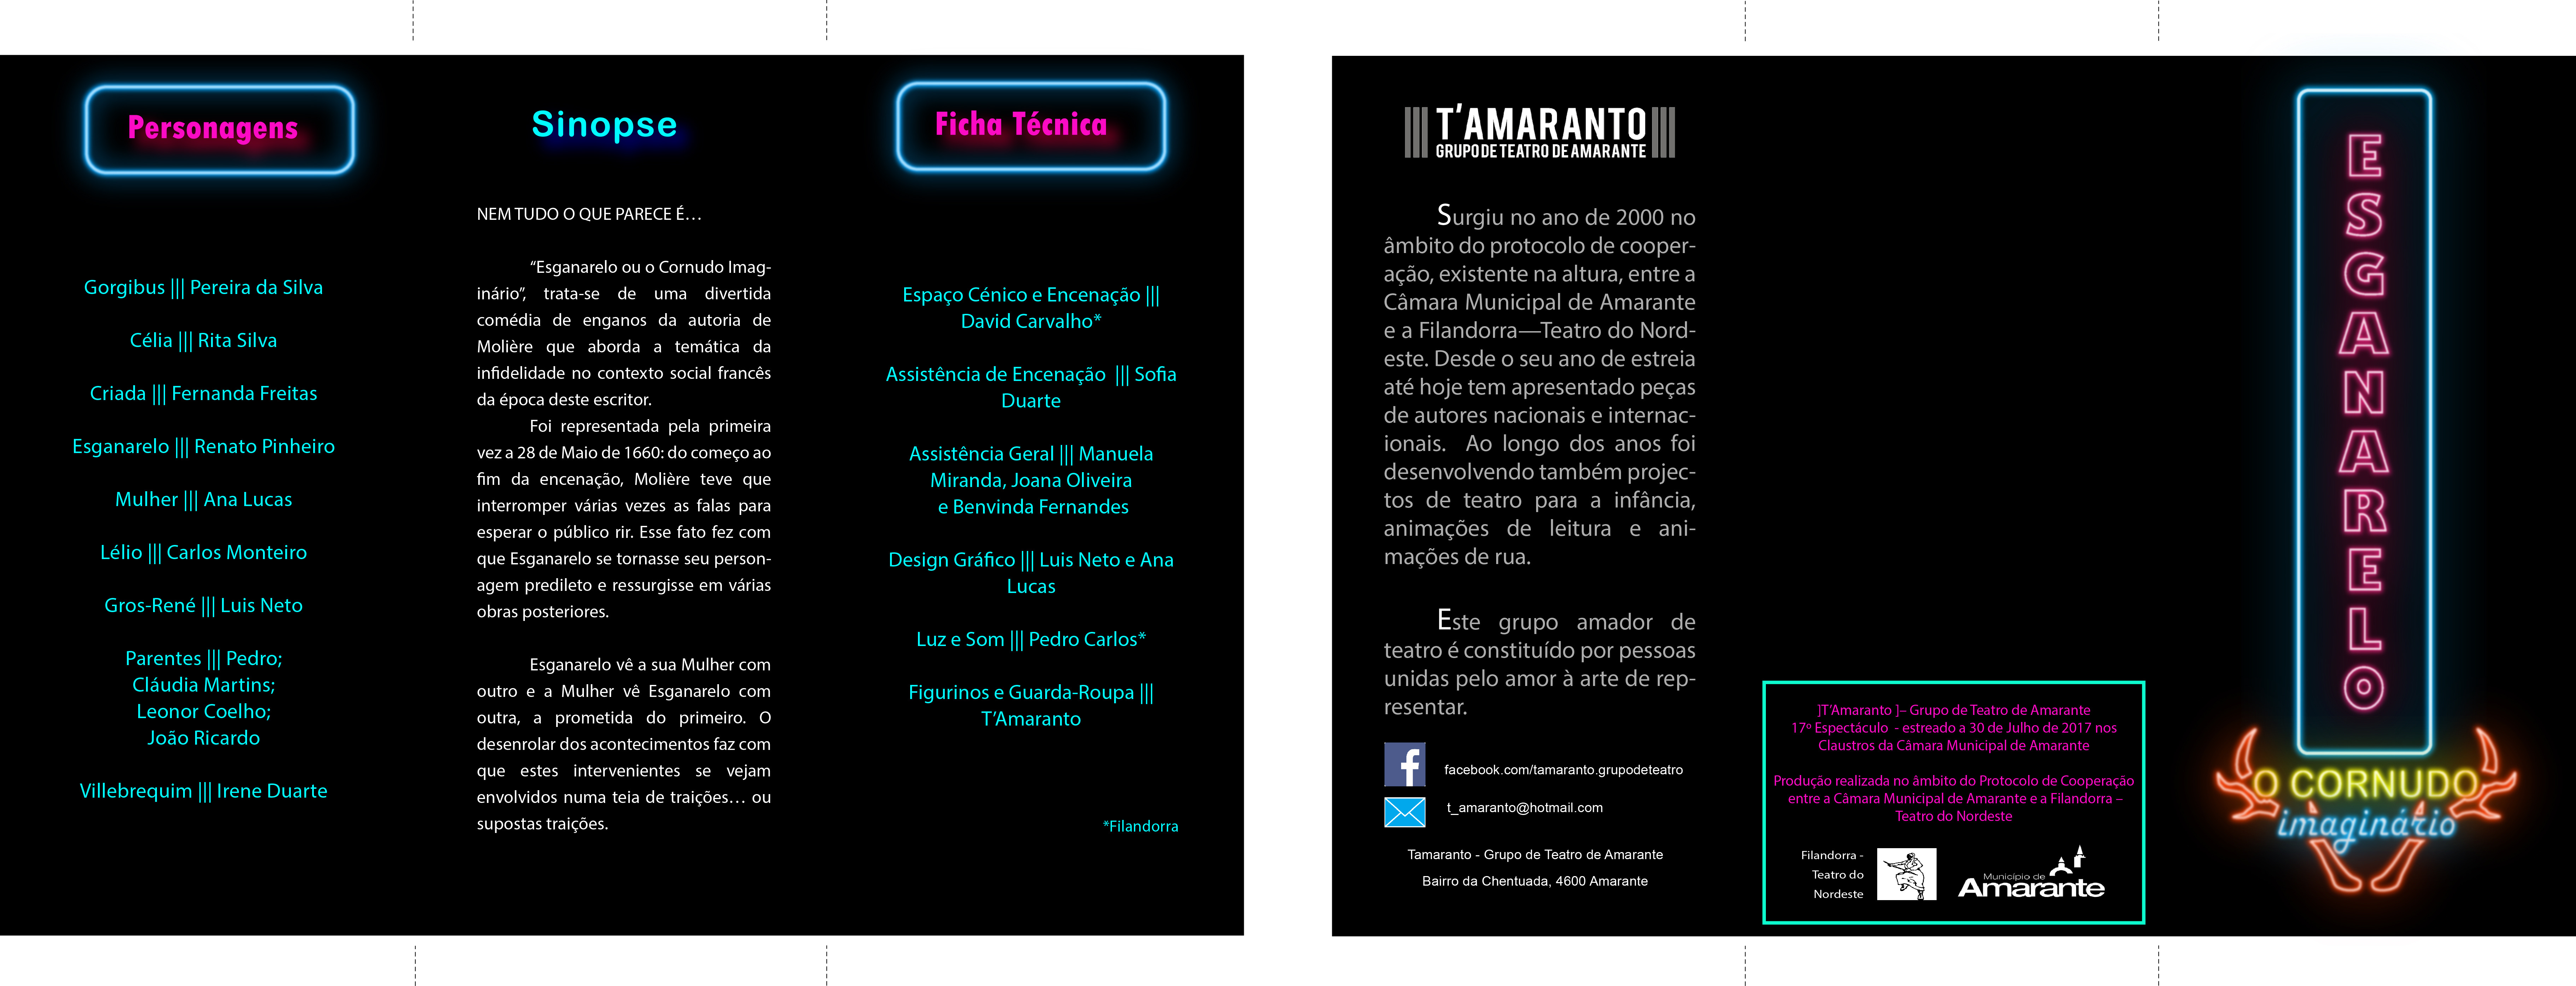 Personagens
Gorgibus ||| Pereira da Silva
Célia ||| Rita Silva
Criada ||| Fernanda Freitas
Esganarelo ||| Renato Pinheiro
Mulher ||| Ana Lucas
Lélio ||| Carlos Monteiro
Gros-René ||| Luis Neto
Parentes ||| Pedro;
Cláudia Martins;
Leonor Coelho;
João Ricardo
Villebrequim ||| Irene Duarte
Sinopse
NEM TUDO O QUE PARECE É…
“Esganarelo ou o Cornudo Imag-
inário”, trata-se de uma divertida
comédia de enganos da autoria de
Molière que aborda a temática da
infidelidade no contexto social francês
da época deste escritor.
Foi representada pela primeira
vez a 28 de Maio de 1660: do começo ao
fim da encenação, Molière teve que
interromper várias vezes as falas para
esperar o público rir. Esse fato fez com
que Esganarelo se tornasse seu person-
agem predileto e ressurgisse em várias
obras posteriores.
Esganarelo vê a sua Mulher com
outro e a Mulher vê Esganarelo com
outra, a prometida do primeiro. O
desenrolar dos acontecimentos faz com
que estes intervenientes se vejam
envolvidos numa teia de traições… ou
supostas traições.
Ficha Técnica
Espaço Cénico e Encenação |||
David Carvalho*
Assistência de Encenação ||| Sofia
Duarte
Assistência Geral ||| Manuela
Miranda, Joana Oliveira
e Benvinda Fernandes
Design Gráfico ||| Luis Neto e Ana
Lucas
Luz e Som ||| Pedro Carlos*
Figurinos e Guarda-Roupa |||
T’Amaranto
*Filandorra
T'AMARANTO
GRUPO DE TEATRO DE AMARANTE
Surgiu no ano de 2000 no
âmbito do protocolo de cooper-
ação, existente na altura, entre a
Câmara Municipal de Amarante
e a Filandorra—Teatro do Nord-
este. Desde o seu ano de estreia
até hoje tem apresentado peças
de autores nacionais e internac-
ionais. Ao longo dos anos foi
desenvolvendo também projec-
tos de teatro para a infância,
animações de leitura e ani-
mações de rua.
Este grupo amador de
teatro é constituído por pessoas
unidas pelo amor à arte de rep-
resentar.
facebook.com/tamaranto.grupodeteatro
t_amaranto@hotmail.com
Tamaranto - Grupo de Teatro de Amarante
Bairro da Chentuada, 4600 Amarante
]T’Amaranto ]– Grupo de Teatro de Amarante
17º Espectáculo - estreado a 30 de Julho de 2017 nos
Claustros da Câmara Municipal de Amarante
Produção realizada no âmbito do Protocolo de Cooperação
entre a Câmara Municipal de Amarante e a Filandorra –
Teatro do Nordeste
Filandorra -
Teatro do
Nordeste
Município de
Amarante
ESGANARELO
O CORNUDO
imaginário